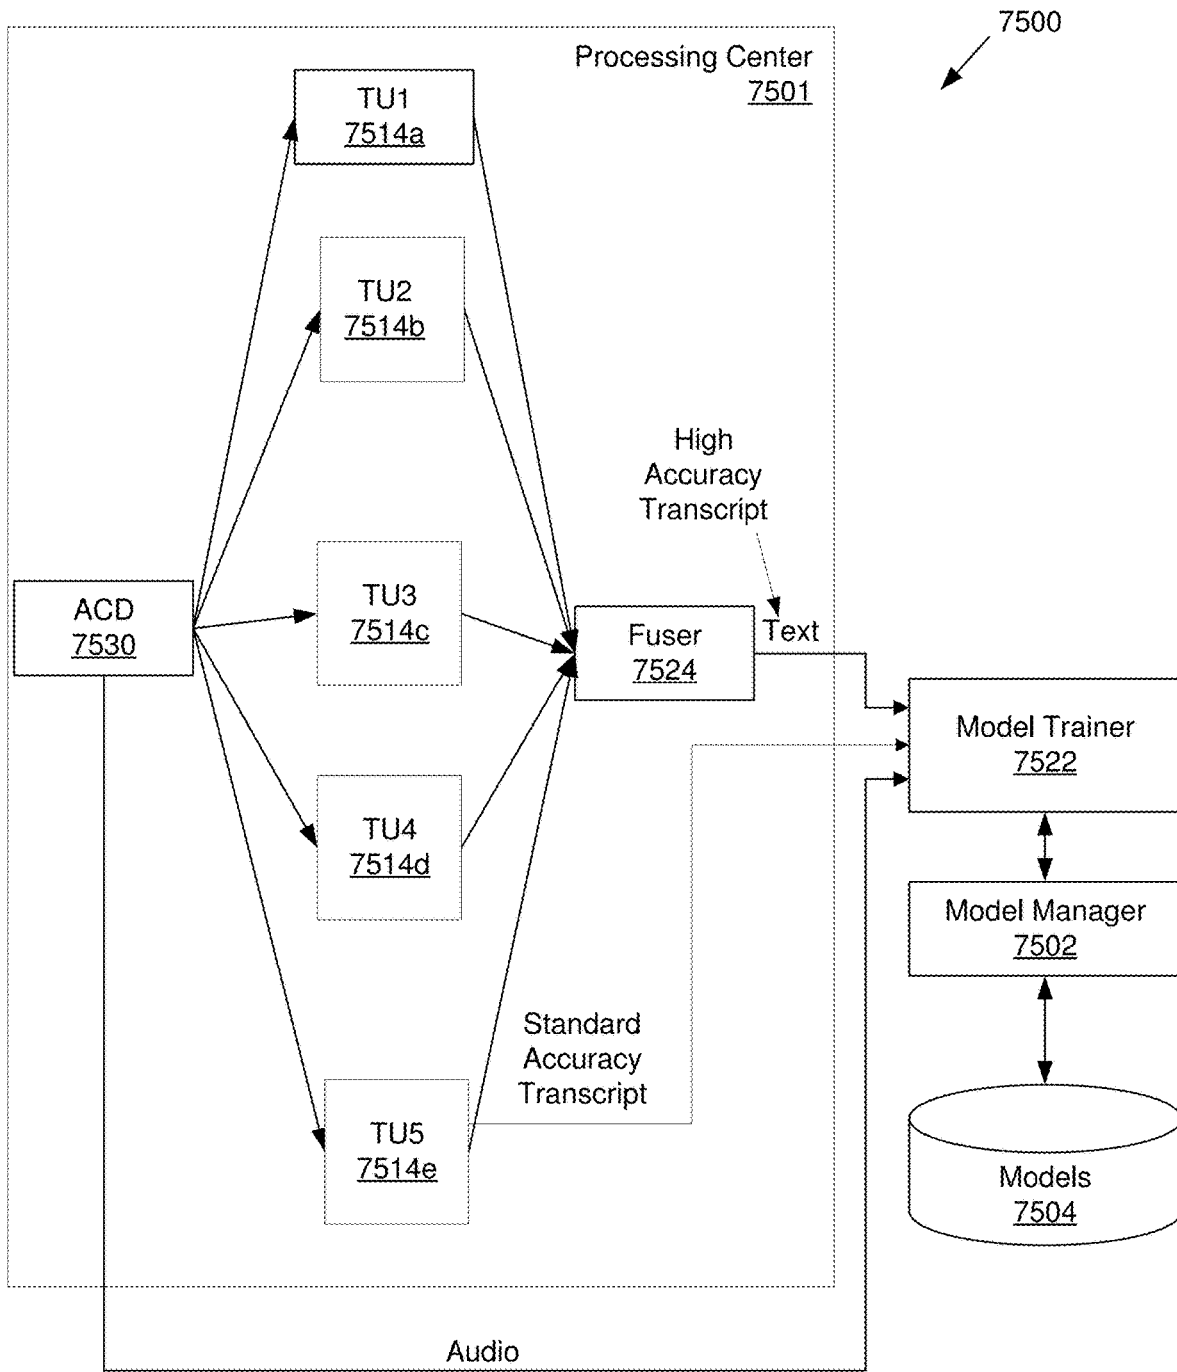 7500
Processing Center
7501
TU1
7514a
TU2
7514b
High
Accuracy
Transcript
TU3
7514c
ACD
7530
Fuser
7524
Text
Model Trainer
7522
TU4
7514d
Model Manager
7502
Standard
Accuracy
Transcript
TU5
7514e
Models
7504
Audio